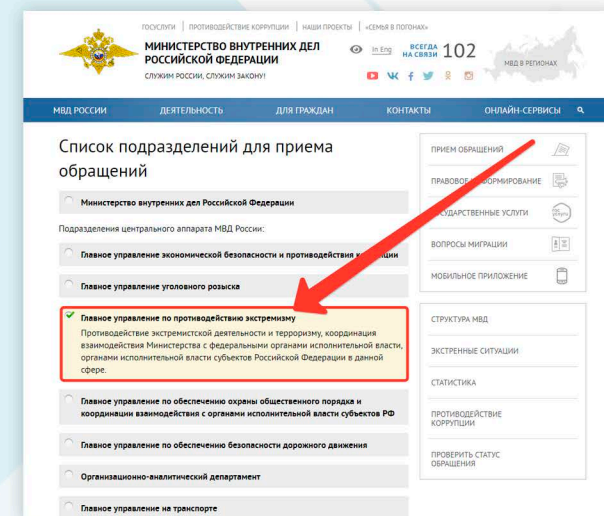 ГОСУСЛУГИ | ПРОТИВОДЕЙСТВИЕ КОРРУПЦИИ | НАШИ ПРОЕКТЫ | «СЕМЬЯ В ПОГОНАХ»
МИНИСТЕРСТВО ВНУТРЕННИХ ДЕЛ
РОССИЙСКОЙ ФЕДЕРАЦИИ
СЛУЖИМ РОССИИ, СЛУЖИМ ЗАКОНУ!
in Eng
ВСЕГДА
НА СВЯЗИ
102
МВД В РЕГИОНАХ
МВД РОССИИ ДЕЯТЕЛЬНОСТЬ ДЛЯ ГРАЖДАН КОНТАКТЫ ОНЛАЙН-СЕРВИСЫ
Список подразделений для приема
обращений
Министерство внутренних дел Российской Федерации
Подразделения центрального аппарата МВД России:
Главное управление экономической безопасности и противодействия
Главное управление уголовного розыска
Главное управление по противодействию экстремизму
Противодействие экстремистской деятельности и терроризму, координация
взаимодействия Министерства с федеральными органами исполнительной власти,
органами исполнительной власти субъектов Российской Федерации в данной
сфере.
Главное управление по обеспечению охраны общественного порядка и
координации взаимодействия с органами исполнительной власти субъектов РФ
Главное управление по обеспечению безопасности дорожного движения
Организационно-аналитический департамент
Главное управление на транспорте
ПРИЕМ ОБРАЩЕНИЙ
ПРАВОВОЕ
УСЛУГИ
ВОПРОСЫ МИГРАЦИИ
МОБИЛЬНОЕ ПРИЛОЖЕНИЕ
СТРУКТУРА МВД
ЭКСТРЕННЫЕ СИТУАЦИИ
СТАТИСТИКА
ПРОТИВОДЕЙСТВИЕ
КОРРУПЦИИ
ПРОВЕРИТЬ СТАТУС
ОБРАЩЕНИЯ